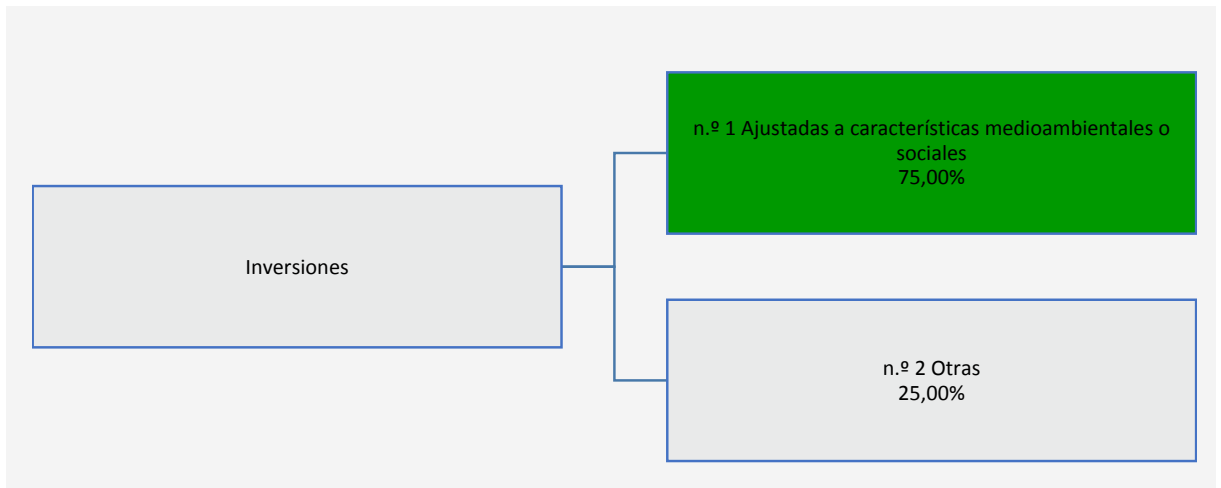 n.º 1 Ajustadas a características medioambientales o
sociales
75,00%
Inversiones
n.º 2 Otras
25,00%